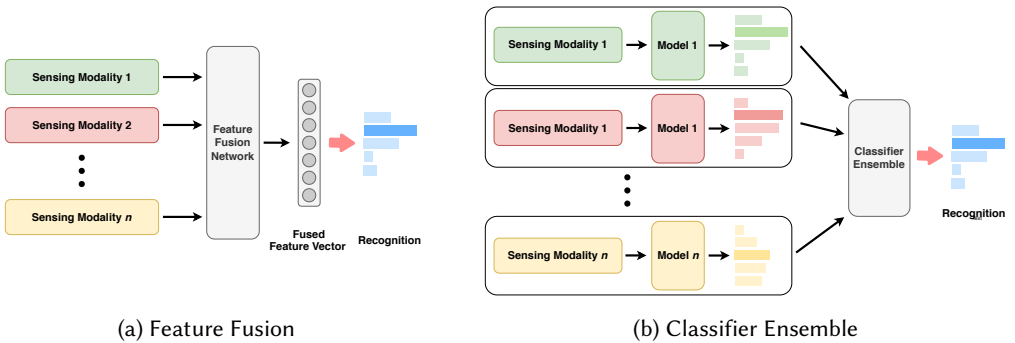 Sensing Modality 1
Sensing Modality 2
Sensing Modality n
Feature
Fusion
Network
Fused
Feature Vector
Recognition
(a) Feature Fusion
Sensing Modality 1
Model 1
Sensing Modality 1
Model 1
Sensing Modality n
Model n
Classifier
Ensemble
Recognition
(b) Classifier Ensemble